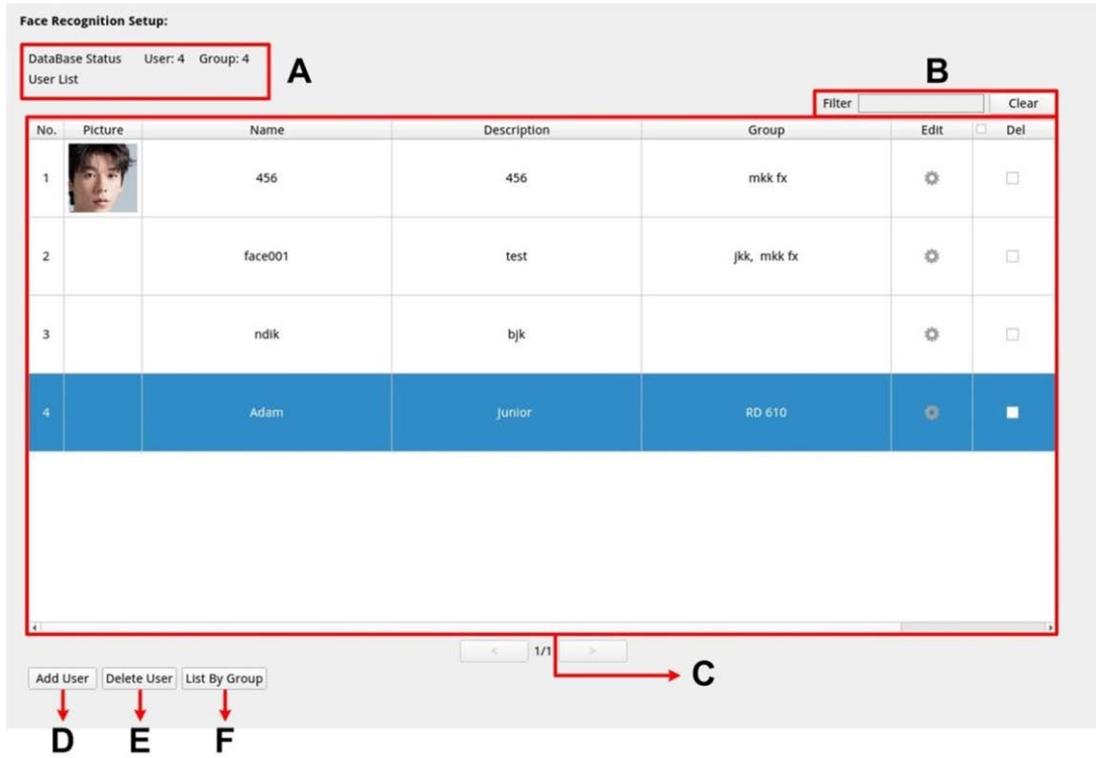 Face Recognition Setup:
DataBase Status User: 4 Group: 4
User List
A
B
Filter Clear
No. Picture Name Description Group Edit Del
1 456 456 mkk fx
2 face001 test jkk, mkk fx
3 ndik bjk
4 Adam Junior RD 610
< 1/1 >
C
Add User Delete User List By Group
D E F